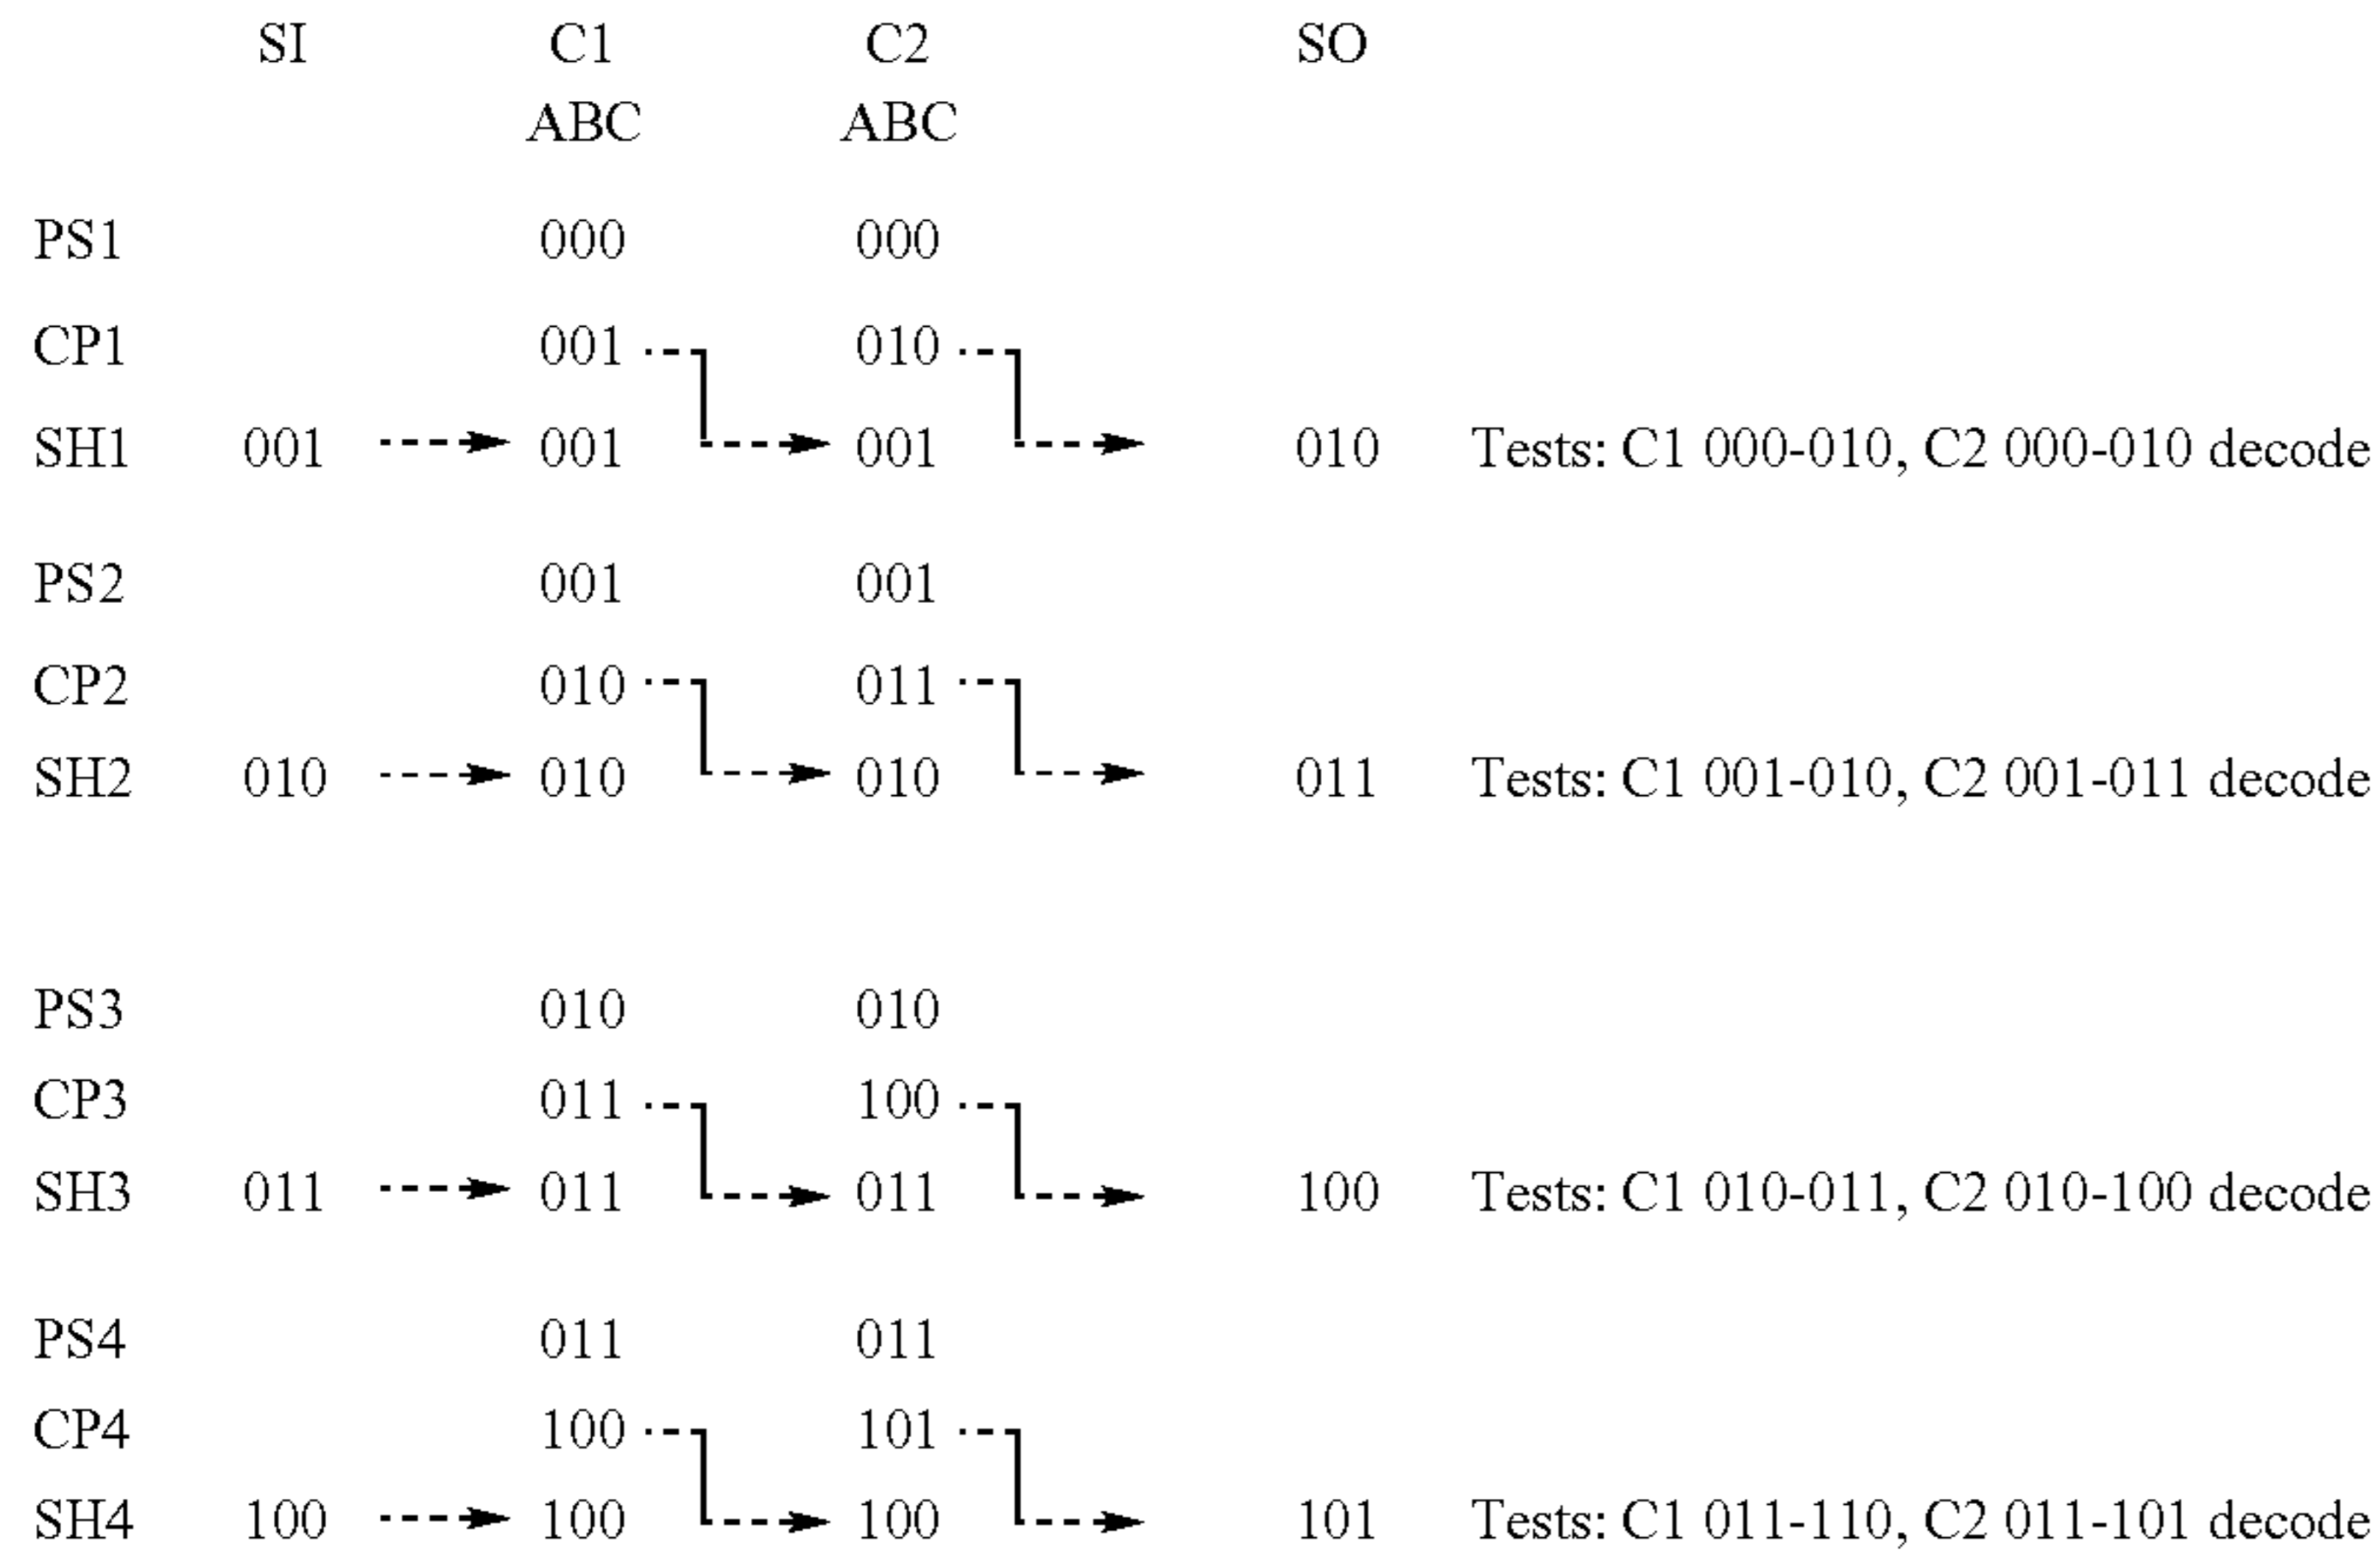 SI C1 C2 SO
ABC ABC
PS1 000 000
CP1 001 010
SH1 001 001 001 010 Tests: C1 000-010, C2 000-010 decode
PS2 001 001
CP2 010 011
SH2 010 010 010 011 Tests: C1 001-010, C2 001-011 decode
PS3 010 010
CP3 011 100
SH3 011 011 011 100 Tests: C1 010-011, C2 010-100 decode
PS4 011 011
CP4 100 101
SH4 100 100 100 101 Tests: C1 011-110, C2 011-101 decode